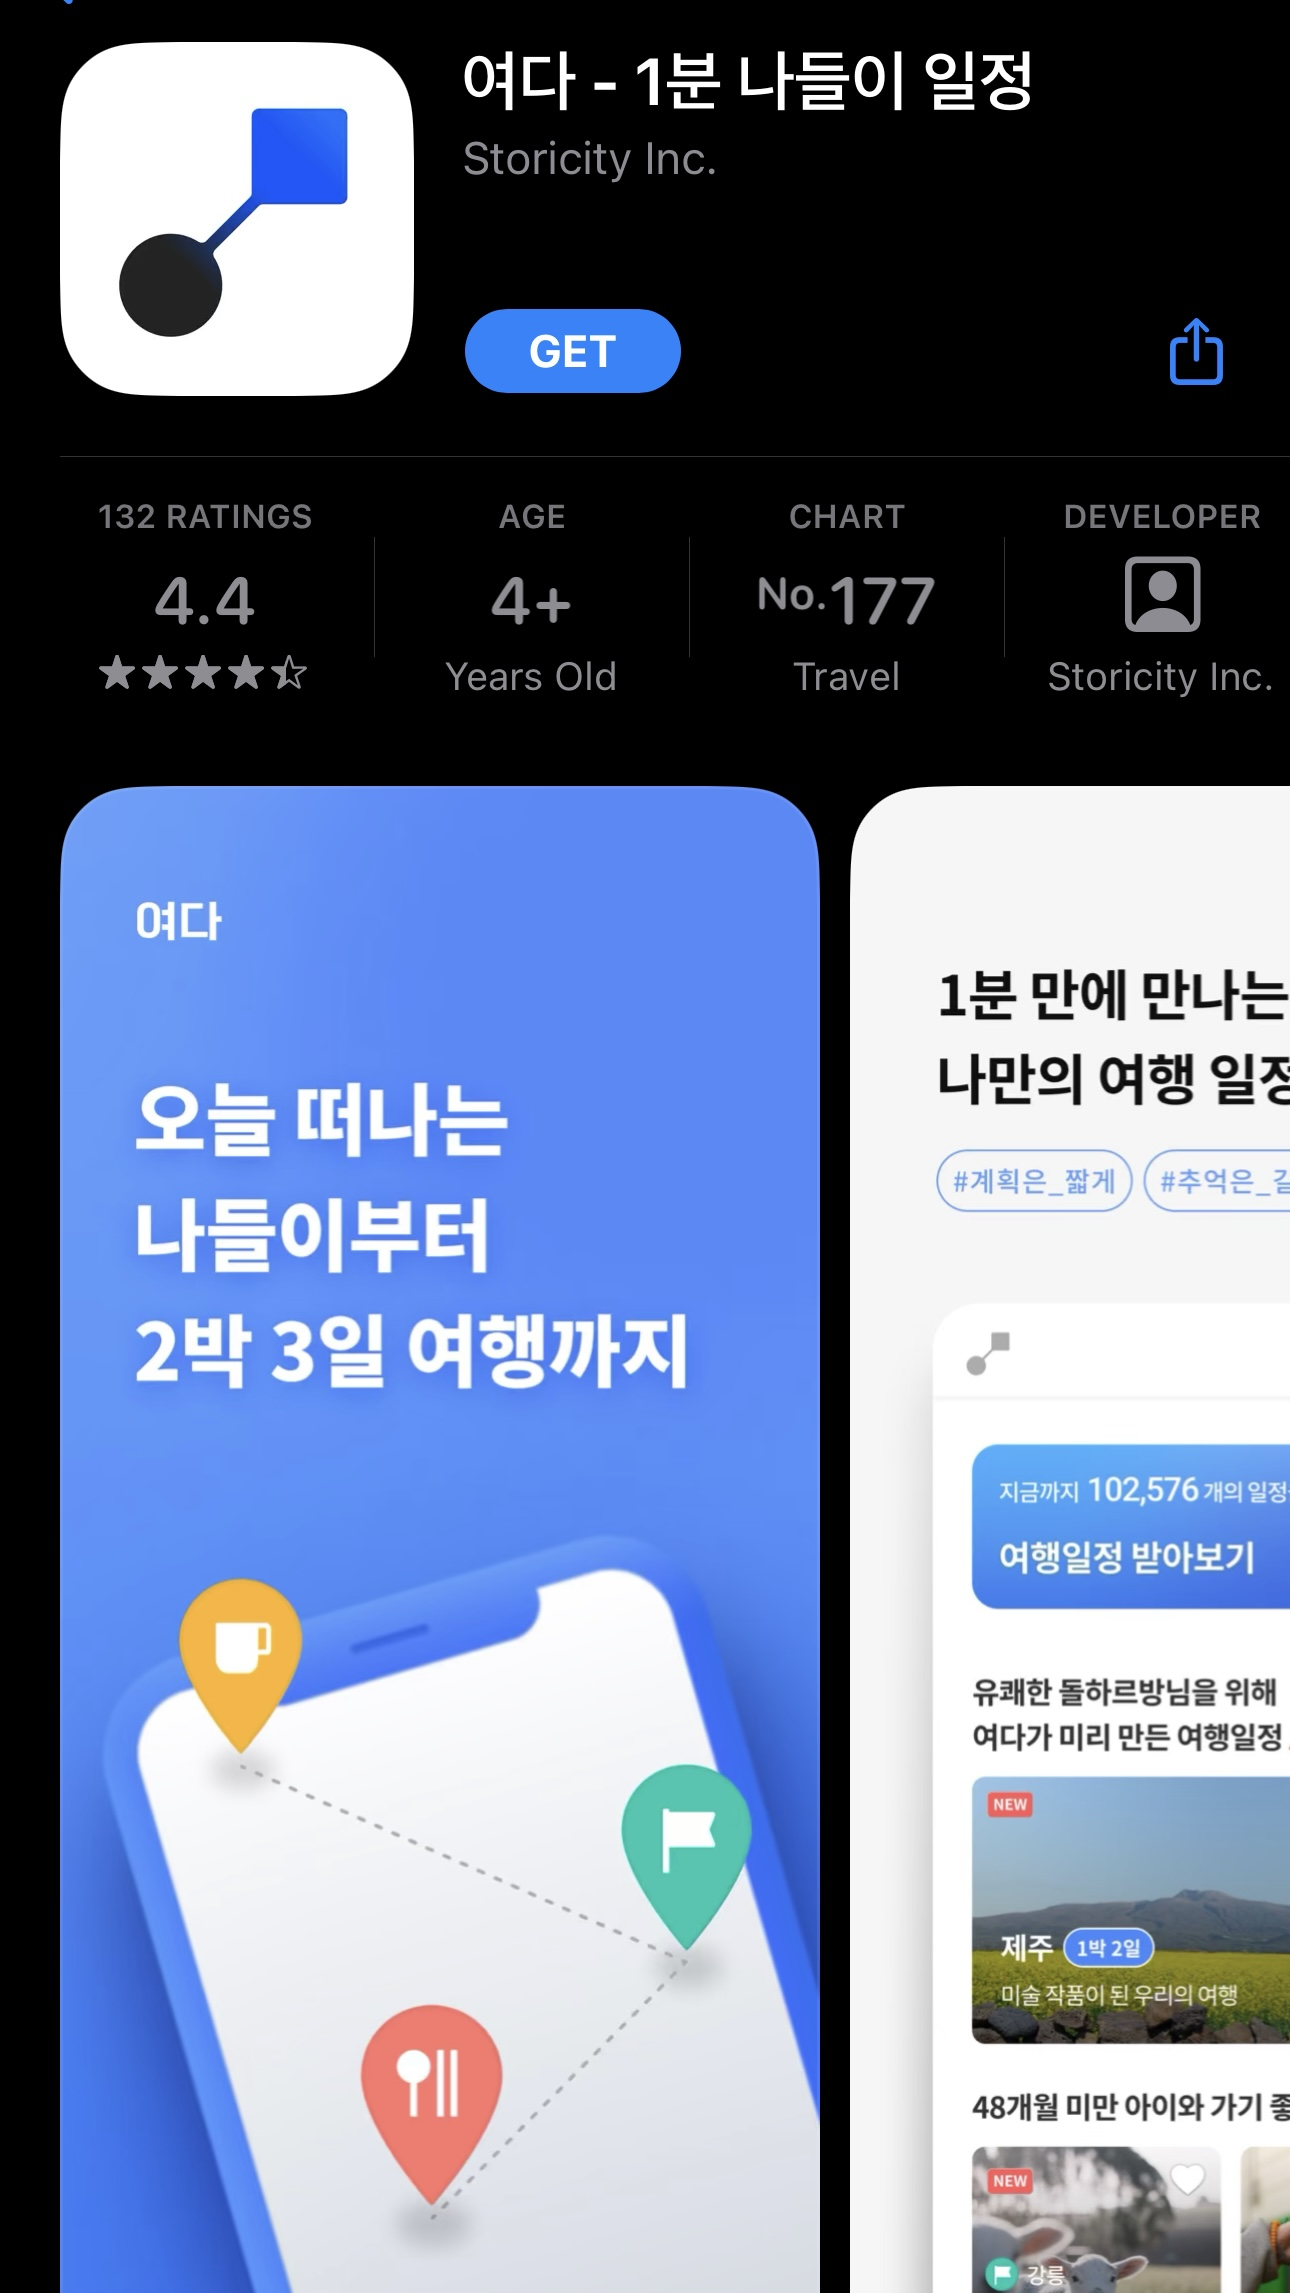 여다 - 1분 나들이 일정
Storicity Inc.
GET
132 RATINGS
4.4
AGE
4+
Years Old
CHART
No.177
Travel
DEVELOPER
Storicity Inc.
여다
오늘 떠나는
나들이부터
2박 3일 여행까지
1분 만에 만나는
나만의 여행 일정
#계획은_짧게
#추억은_
지금까지 102,576 개의 일정
여행일정 받아보기
유쾌한 돌하르방님을 위해
여다가 미리 만든 여행일정
NEW
제주 1박 2일
미술 작품이 된 우리의 여행
48개월 미만 아이와 가기
NEW
강릉